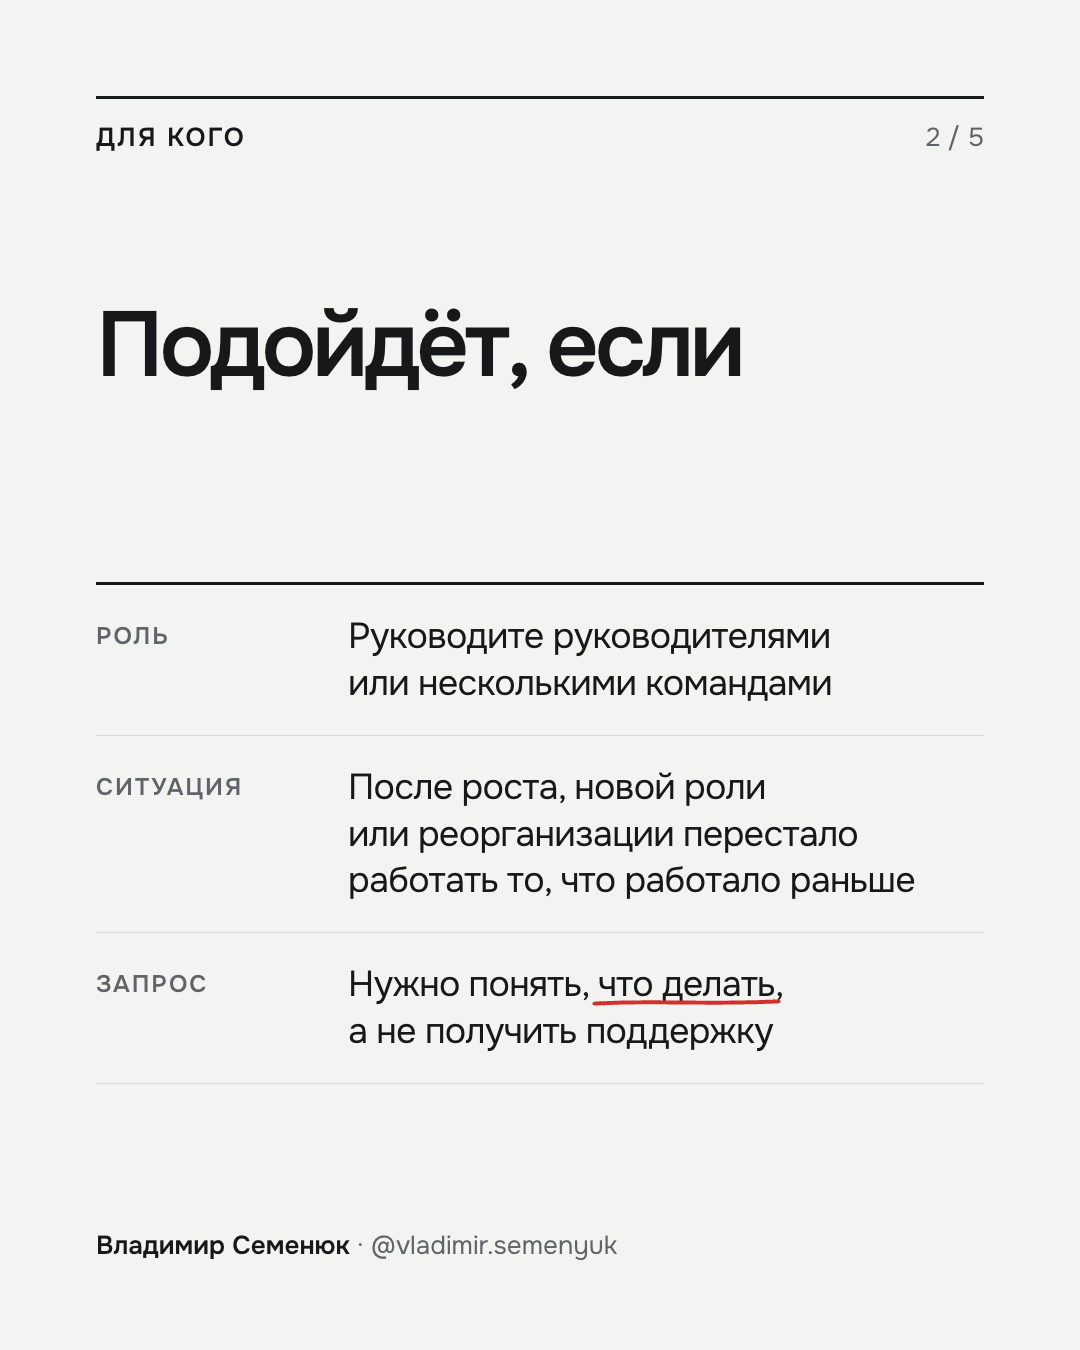 ДЛЯ КОГО
2 / 5
Подойдёт, если
РОЛЬ
Руководите руководителями
или несколькими командами
СИТУАЦИЯ
После роста, новой роли
или реорганизации перестало
работать то, что работало раньше
ЗАПРОС
Нужно понять, что делать,
а не получить поддержку
Владимир Семенюк · @vladimir.semenyuk